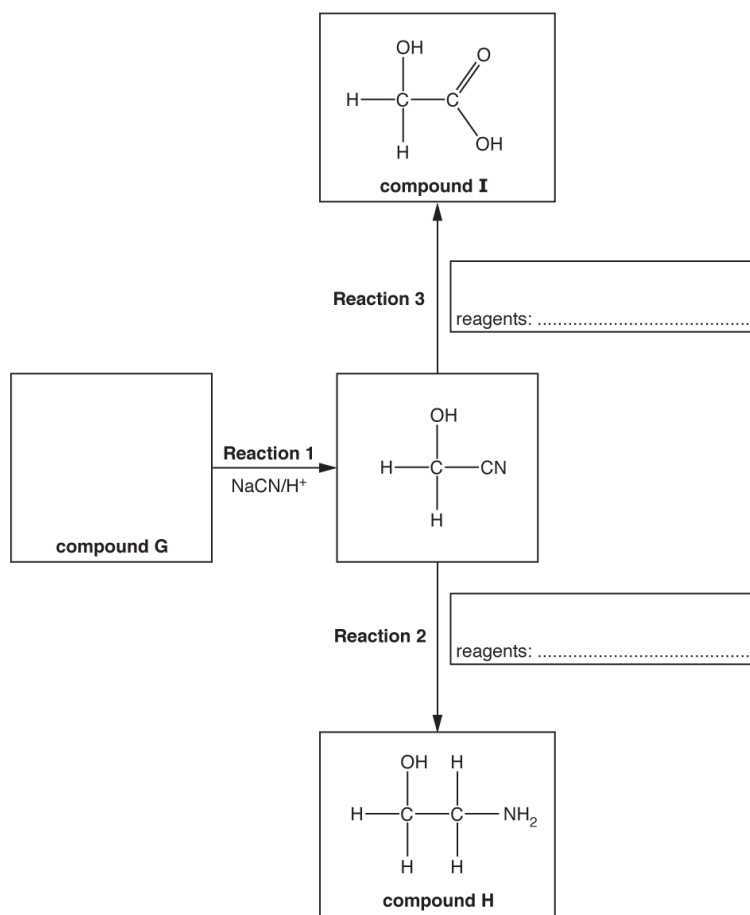 OH
O
H C C
H
OH
compound I
Reaction 3
reagents: ..........................................
OH
Reaction 1
H C CN
NaCN/H⁺
H
compound G
Reaction 2
reagents: ..........................................
OH H
H C C NH₂
H H
compound H